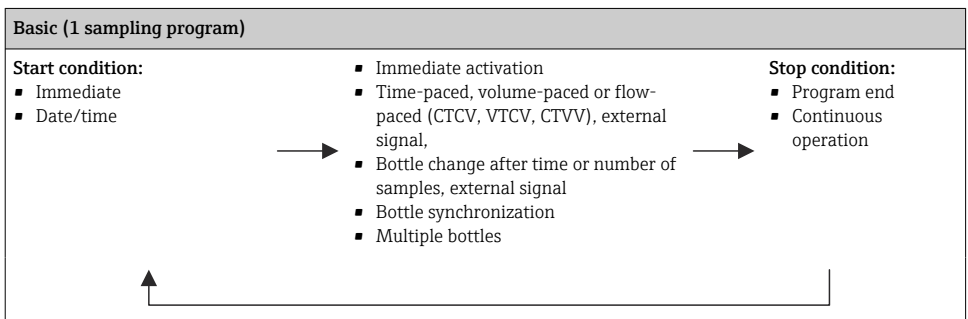 Basic (1 sampling program)
Start condition:
▪ Immediate
▪ Date/time
▪ Immediate activation
▪ Time-paced, volume-paced or flow-
paced (CTCV, VTCV, CTVV), external
signal,
▪ Bottle change after time or number of
samples, external signal
▪ Bottle synchronization
▪ Multiple bottles
Stop condition:
▪ Program end
▪ Continuous
operation